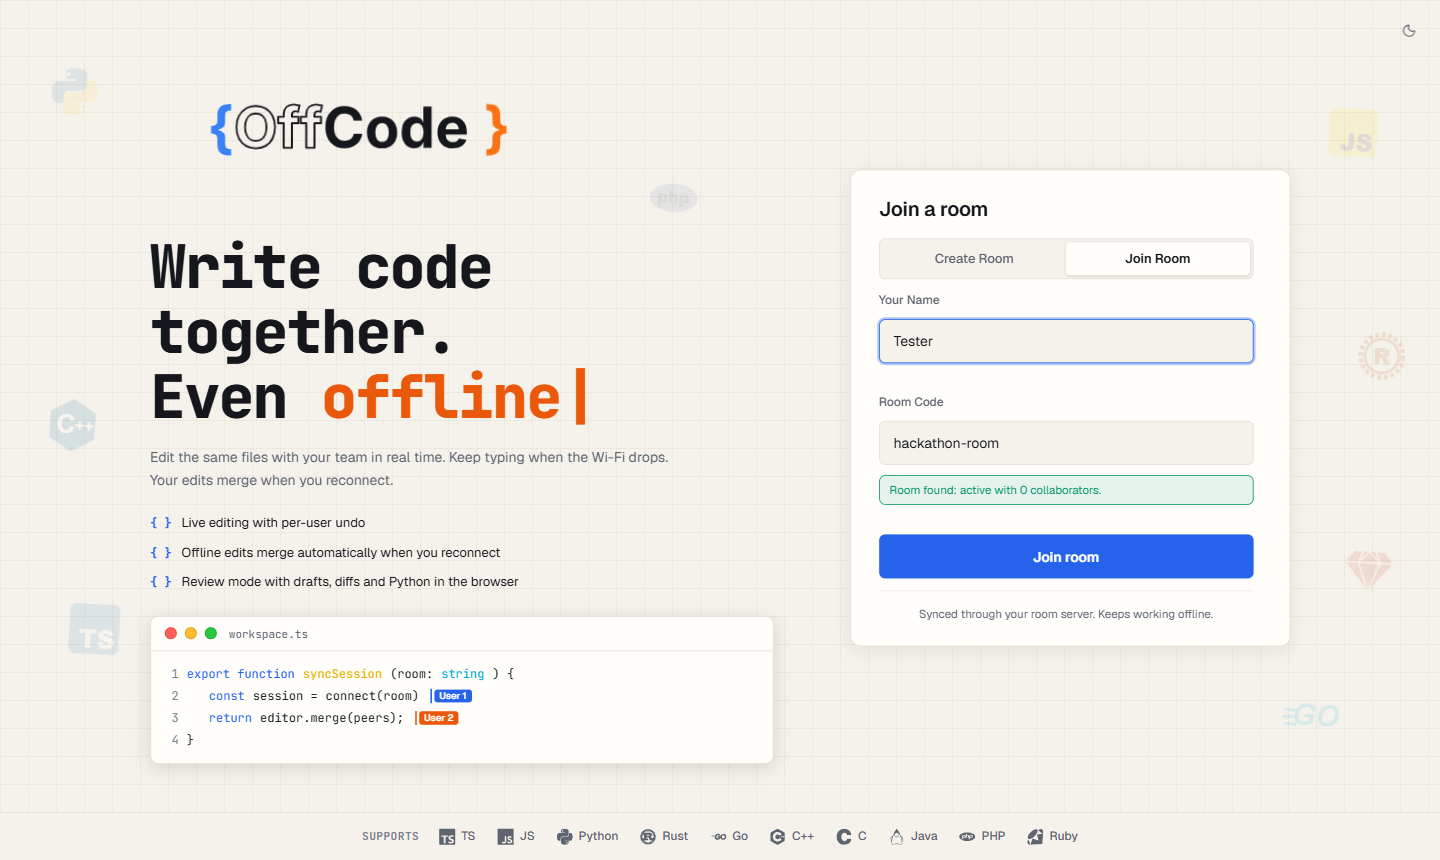 {OffCode }
php
JS
R
C++
TS
GO
Write code
together.
Even offline|
Edit the same files with your team in real time. Keep typing when the Wi-Fi drops.
Your edits merge when you reconnect.
{ } Live editing with per-user undo
{ } Offline edits merge automatically when you reconnect
{ } Review mode with drafts, diffs and Python in the browser
workspace.ts
1 export function syncSession (room: string ) {
2 const session = connect(room) User 1
3 return editor.merge(peers); User 2
4 }
Join a room
Create Room Join Room
Your Name
Tester
Room Code
hackathon-room
Room found: active with 0 collaborators.
Join room
Synced through your room server. Keeps working offline.
SUPPORTS TS TS JS JS Python Rust GO Go C C++ C C Java php PHP Ruby